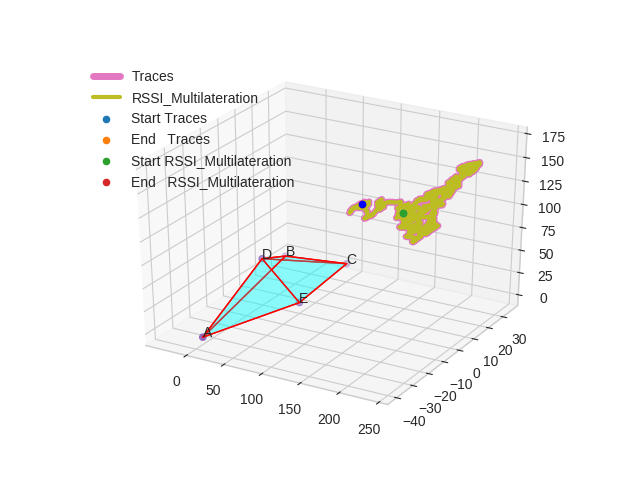 Traces
RSSI_Multilateration
Start Traces
End   Traces
Start RSSI_Multilateration
End   RSSI_Multilateration
A
B
C
D
E
0
50
100
150
200
250
−40
−30
−20
−10
0
10
20
30
0
25
50
75
100
125
150
175